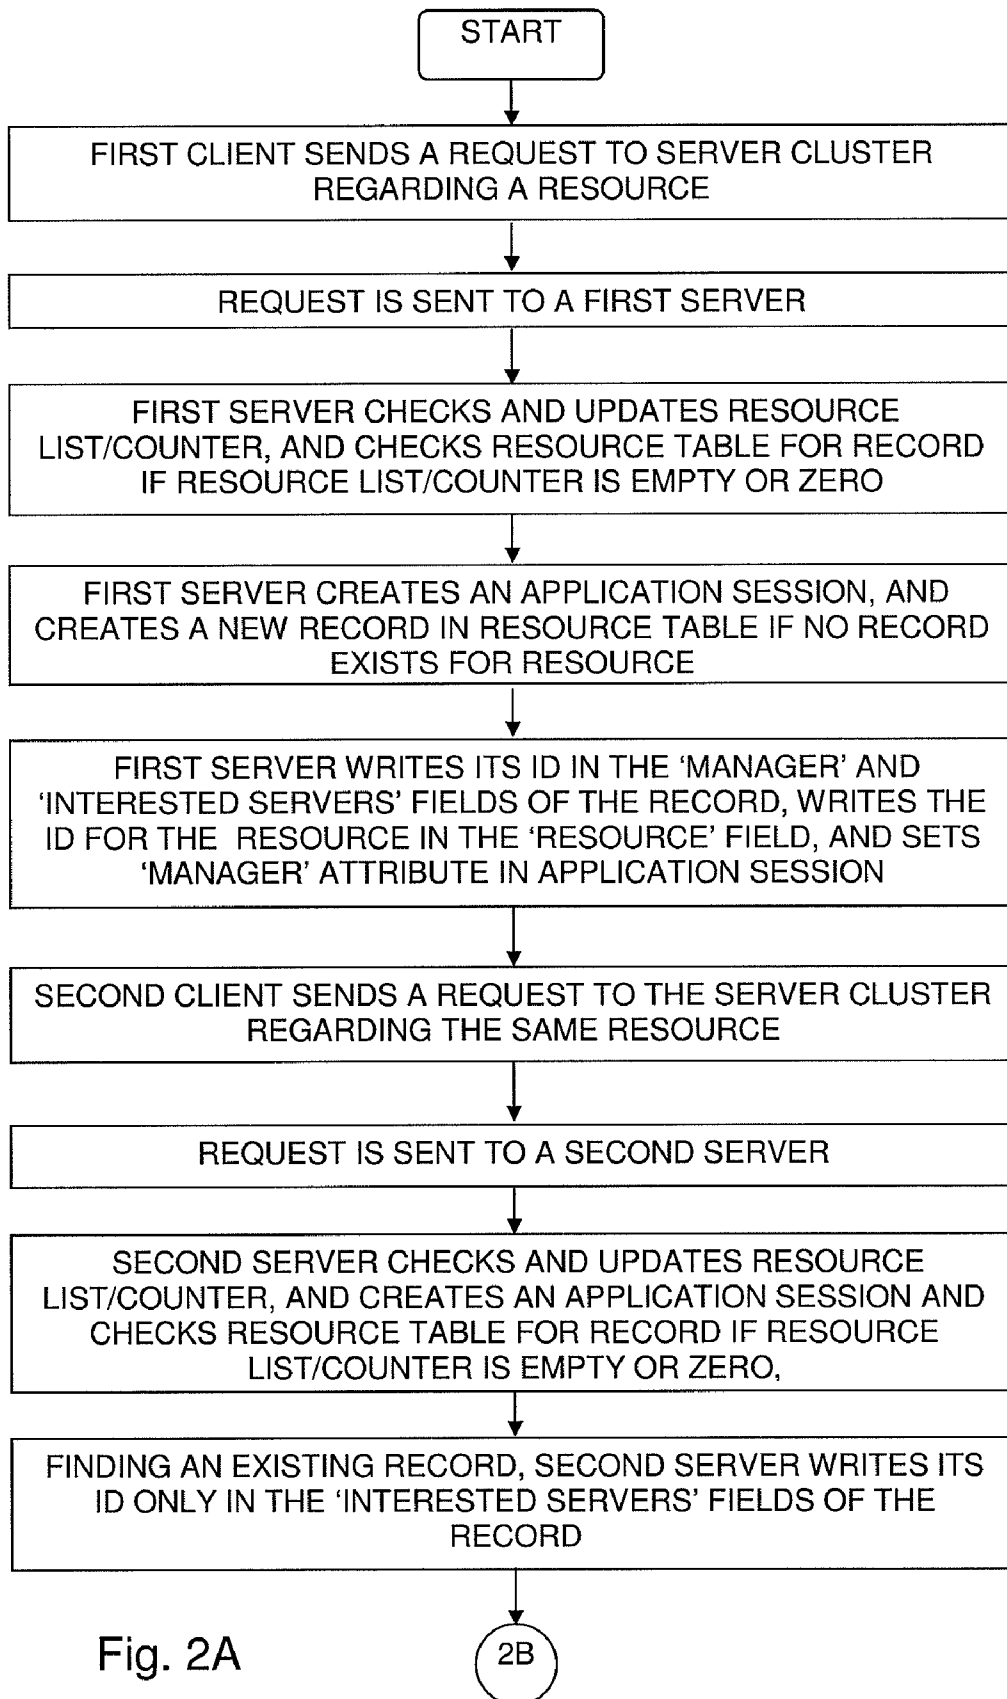 START
FIRST CLIENT SENDS A REQUEST TO SERVER CLUSTER
REGARDING A RESOURCE
REQUEST IS SENT TO A FIRST SERVER
FIRST SERVER CHECKS AND UPDATES RESOURCE
LIST/COUNTER, AND CHECKS RESOURCE TABLE FOR RECORD
IF RESOURCE LIST/COUNTER IS EMPTY OR ZERO
FIRST SERVER CREATES AN APPLICATION SESSION, AND
CREATES A NEW RECORD IN RESOURCE TABLE IF NO RECORD
EXISTS FOR RESOURCE
FIRST SERVER WRITES ITS ID IN THE ‘MANAGER’ AND
‘INTERESTED SERVERS’ FIELDS OF THE RECORD, WRITES THE
ID FOR THE RESOURCE IN THE ‘RESOURCE’ FIELD, AND SETS
‘MANAGER’ ATTRIBUTE IN APPLICATION SESSION
SECOND CLIENT SENDS A REQUEST TO THE SERVER CLUSTER
REGARDING THE SAME RESOURCE
REQUEST IS SENT TO A SECOND SERVER
SECOND SERVER CHECKS AND UPDATES RESOURCE
LIST/COUNTER, AND CREATES AN APPLICATION SESSION AND
CHECKS RESOURCE TABLE FOR RECORD IF RESOURCE
LIST/COUNTER IS EMPTY OR ZERO,
FINDING AN EXISTING RECORD, SECOND SERVER WRITES ITS
ID ONLY IN THE ‘INTERESTED SERVERS’ FIELDS OF THE
RECORD
Fig. 2A
2B